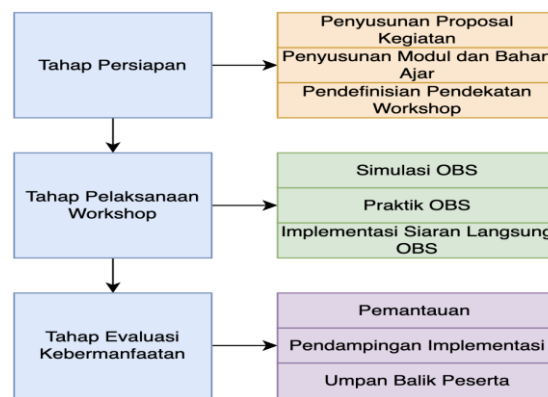 Tahap Persiapan
Penyusunan Proposal
Kegiatan
Penyusunan Modul dan Bahan
Ajar
Pendefinisian Pendekatan
Workshop
Tahap Pelaksanaan
Workshop
Simulasi OBS
Praktik OBS
Implementasi Siaran Langsung
OBS
Tahap Evaluasi
Kebermanfaatan
Pemantauan
Pendampingan Implementasi
Umpan Balik Peserta